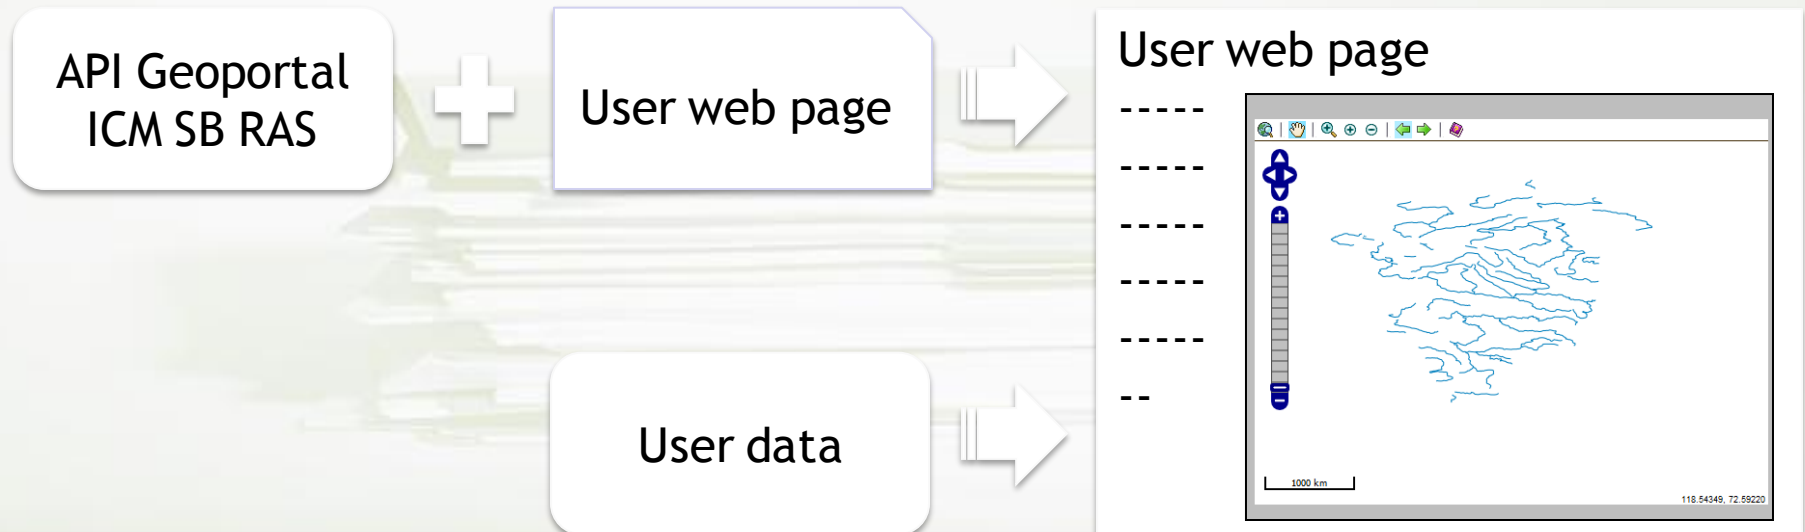 API Geoportal
ICM SB RAS
User web page
User data
User web page
-----
-----
-----
-----
-----
--
1000 km
118.54349, 72.59220